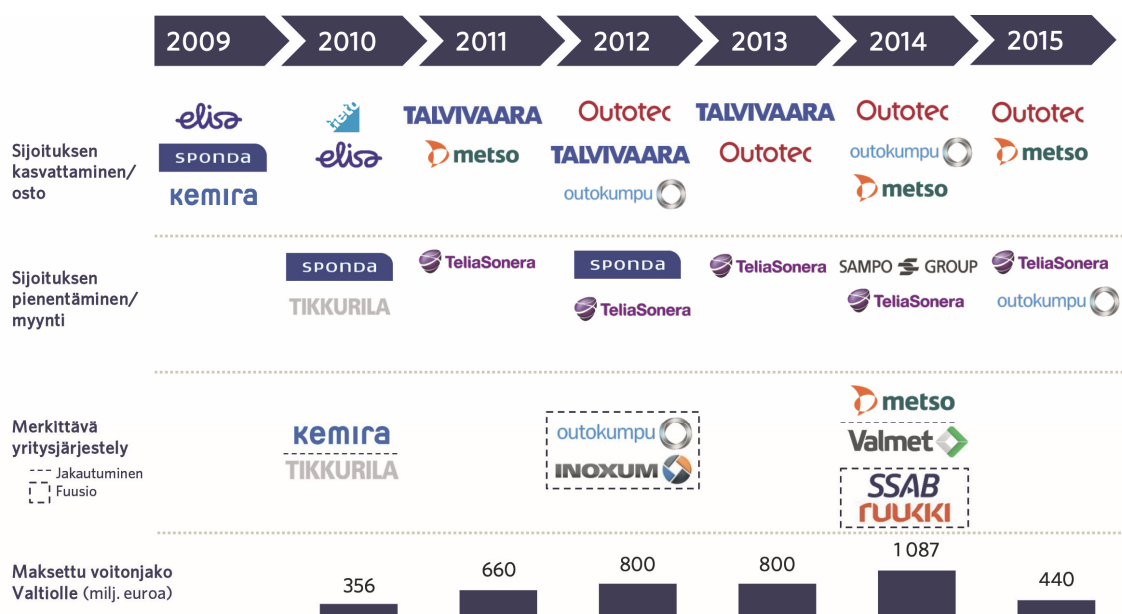 2009 2010 2011 2012 2013 2014 2015
Sijoituksen
kasvattaminen/
osto
elisa TALVIVAARA Outotec TALVIVAARA Outotec Outotec
SPONDA elisa metso TALVIVAARA Outotec outokumpu metso
Kemira outokumpu metso
Sijoituksen
pienentäminen/
myynti
SPONDA TeliaSonera SPONDA TeliaSonera SAMPO GROUP TeliaSonera
TIKKURILA TeliaSonera TeliaSonera outokumpu
Merkittävä
yritysjärjestely
Jakautuminen
Fuusio
metso
Kemira outokumpu Valmet
TIKKURILA INOXUM SSAB
RUUKKI
Maksettu voitonjako
Valtiolle (milj. euroa)
356 660 800 800 1 087 440